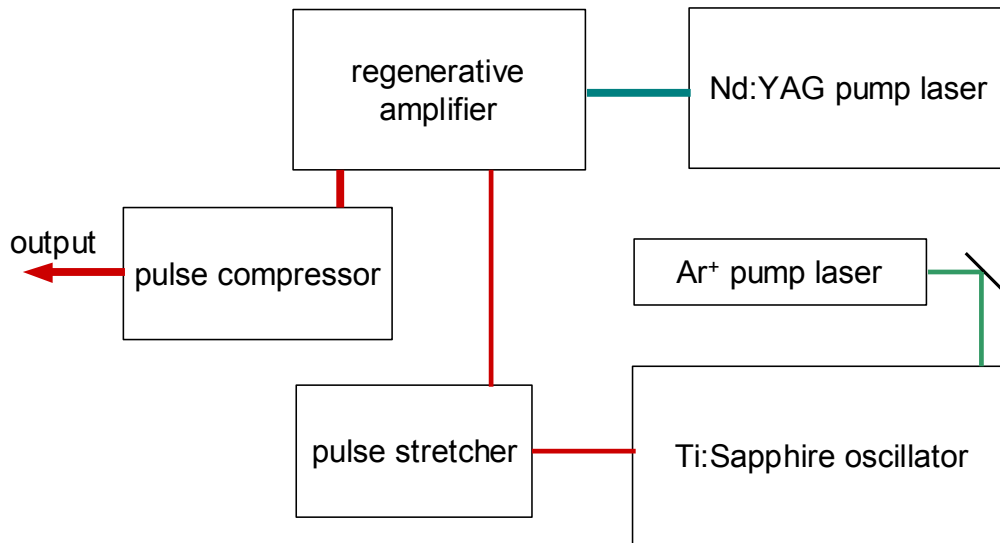 regenerative
amplifier
Nd:YAG pump laser
output
pulse compressor
Ar⁺ pump laser
pulse stretcher
Ti:Sapphire oscillator